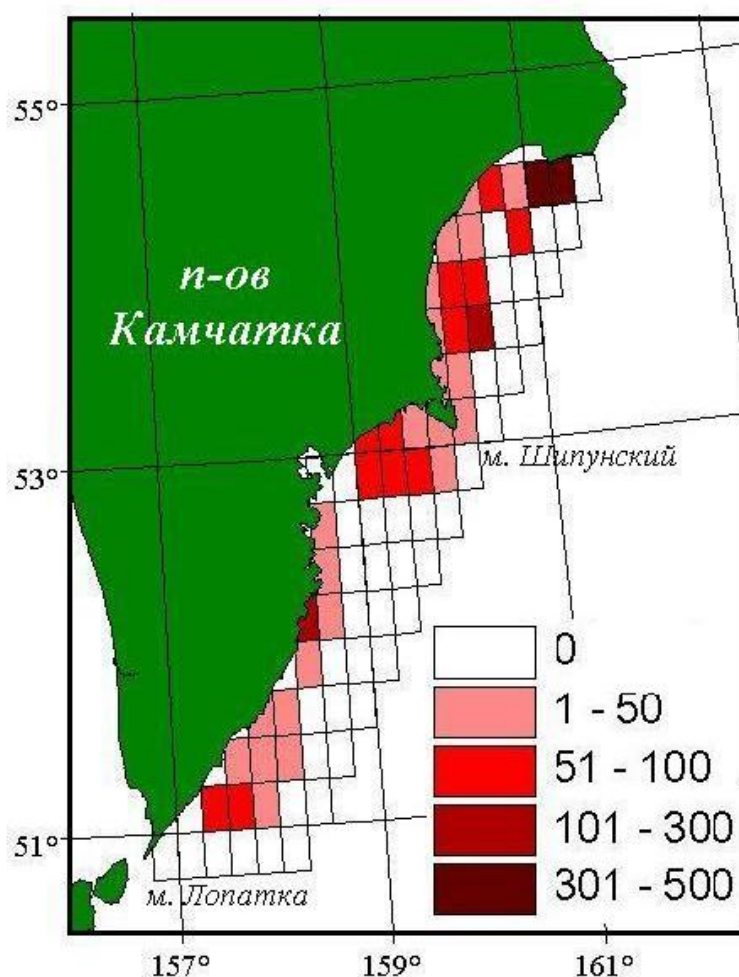 55°
п-ов
Камчатка
м. Шипунский
53°
0
1 - 50
51 - 100
101 - 300
301 - 500
51°
м. Лопатка
157°
159°
161°